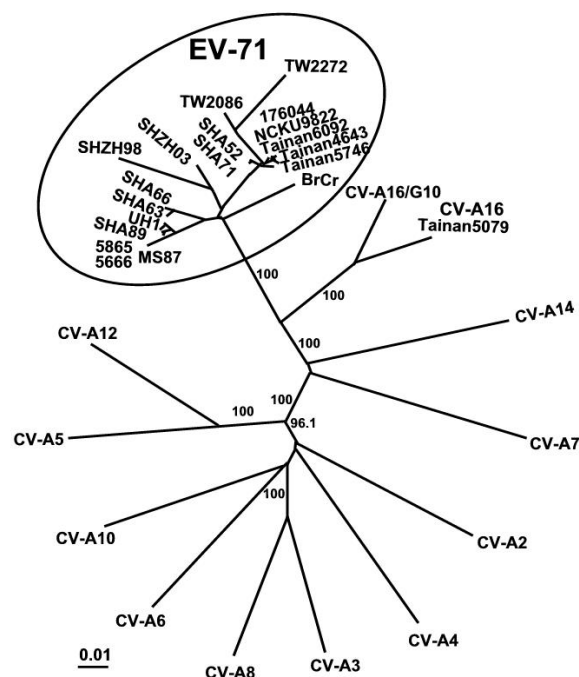 EV-71
TW2272
TW2086
176044
NCKU9822
Tainan6092
Tainan4643
Tainan5746
SHA52
SHA71
SHZH03
SHZH98
BrCr
SHA66
SHA63
UH1
SHA89
5865
5666
MS87
CV-A16/G10
CV-A16
Tainan5079
100
100
100
CV-A14
CV-A12
100
100
96.1
CV-A5
CV-A7
100
CV-A10
CV-A2
CV-A6
CV-A4
CV-A8
CV-A3
0.01